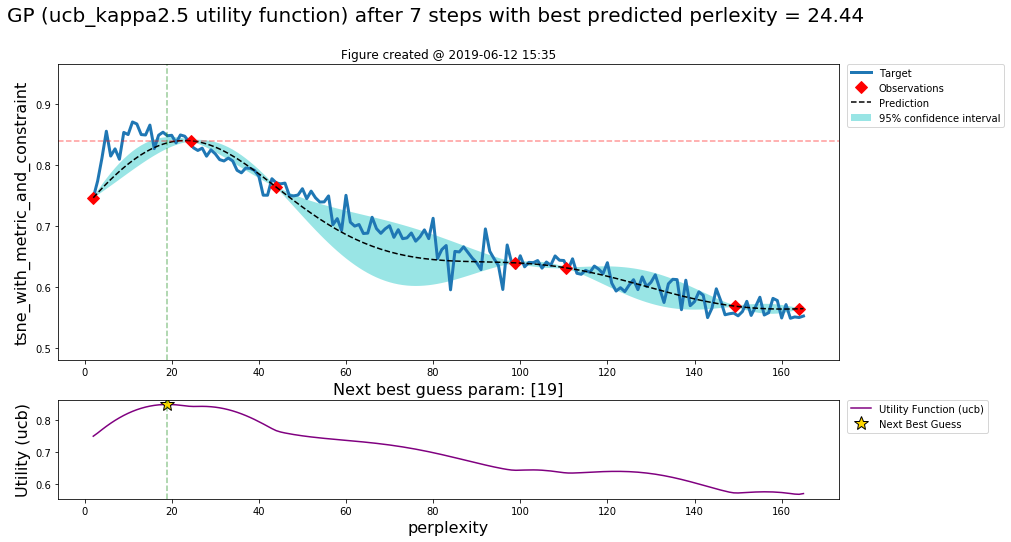 GP (ucb_kappa2.5 utility function) after 7 steps with best predicted perlexity = 24.44
Figure created @ 2019-06-12 15:35
tsne_with_metric_and_constraint
0.9
0.8
0.7
0.6
0.5
0 20 40 60 80 100 120 140 160
Target
Observations
Prediction
95% confidence interval
Next best guess param: [19]
Utility (ucb)
0.8
0.7
0.6
0 20 40 60 80 100 120 140 160
perplexity
Utility Function (ucb)
Next Best Guess